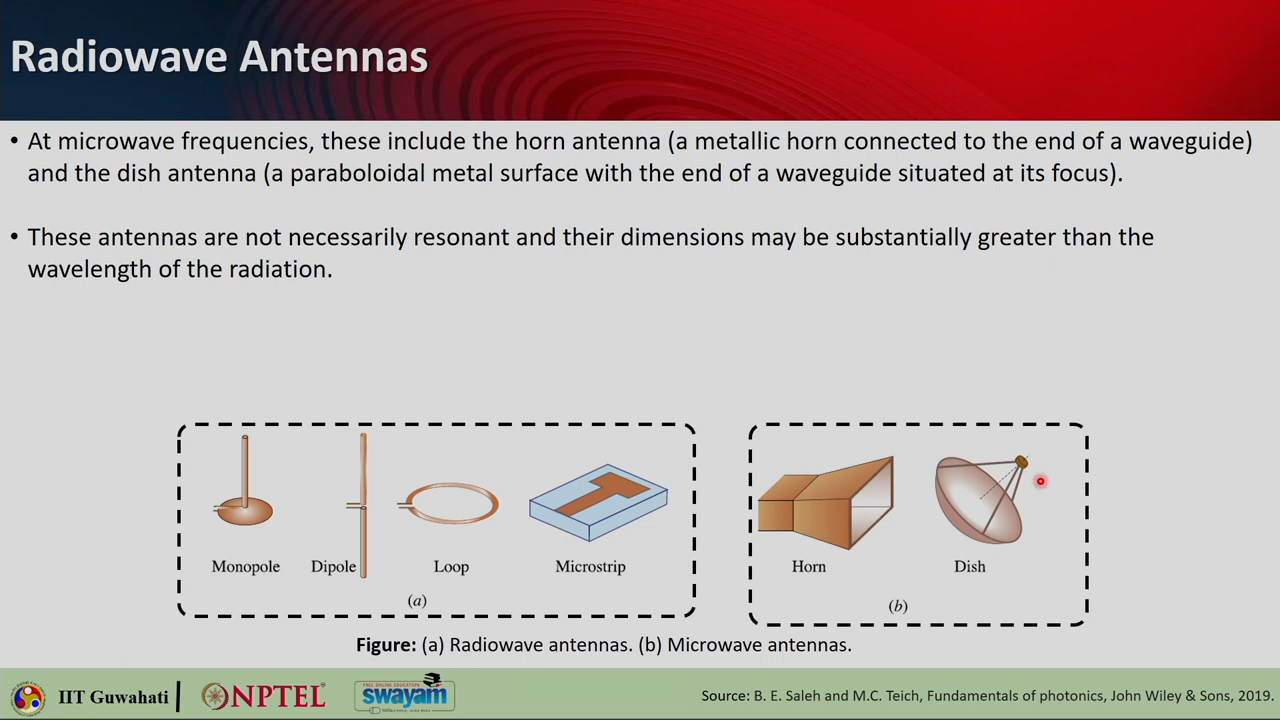 Radiowave Antennas
• At microwave frequencies, these include the horn antenna (a metallic horn connected to the end of a waveguide)
and the dish antenna (a paraboloidal metal surface with the end of a waveguide situated at its focus).
• These antennas are not necessarily resonant and their dimensions may be substantially greater than the
wavelength of the radiation.
Monopole Dipole Loop Microstrip
(a)
Horn Dish
(b)
Figure: (a) Radiowave antennas. (b) Microwave antennas.
IIT Guwahati NPTEL FREE ONLINE EDUCATION swayam
Source: B. E. Saleh and M.C. Teich, Fundamentals of photonics, John Wiley & Sons, 2019.